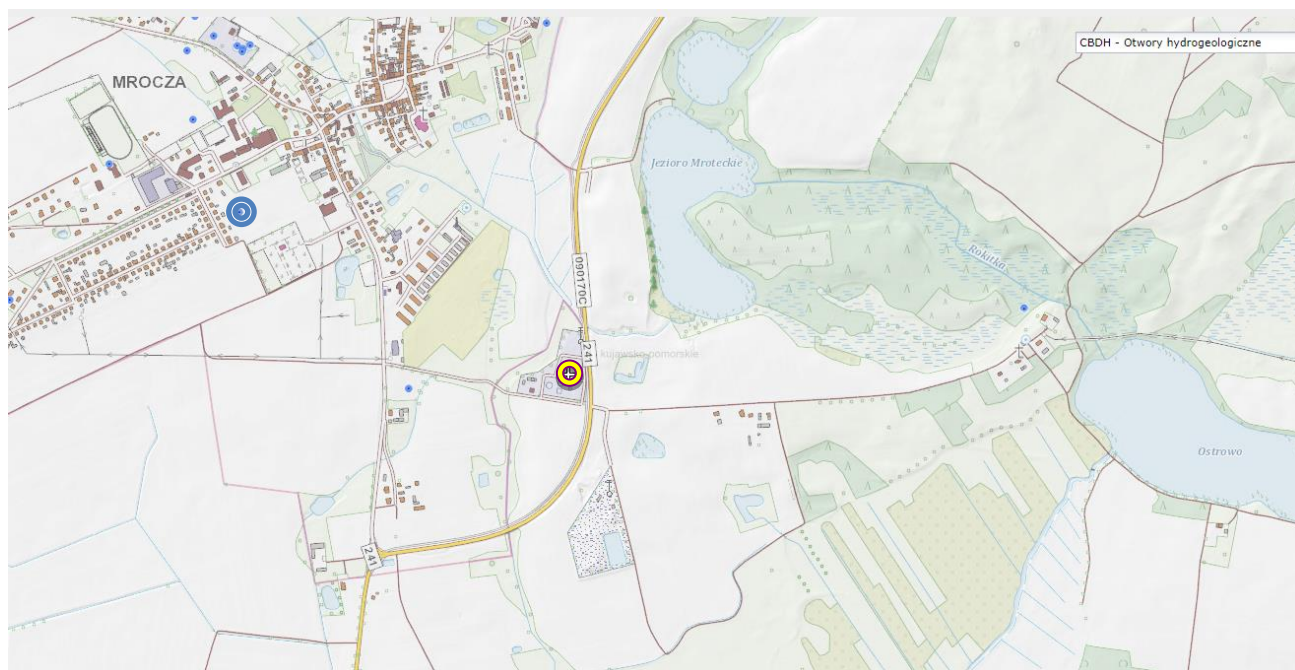 CBDH - Otwory hydrogeologiczne
MROCZA
Jezioro Mroteckie
Rokitka
090170C
241
kujawsko-pomorskie
Ostrowo
241